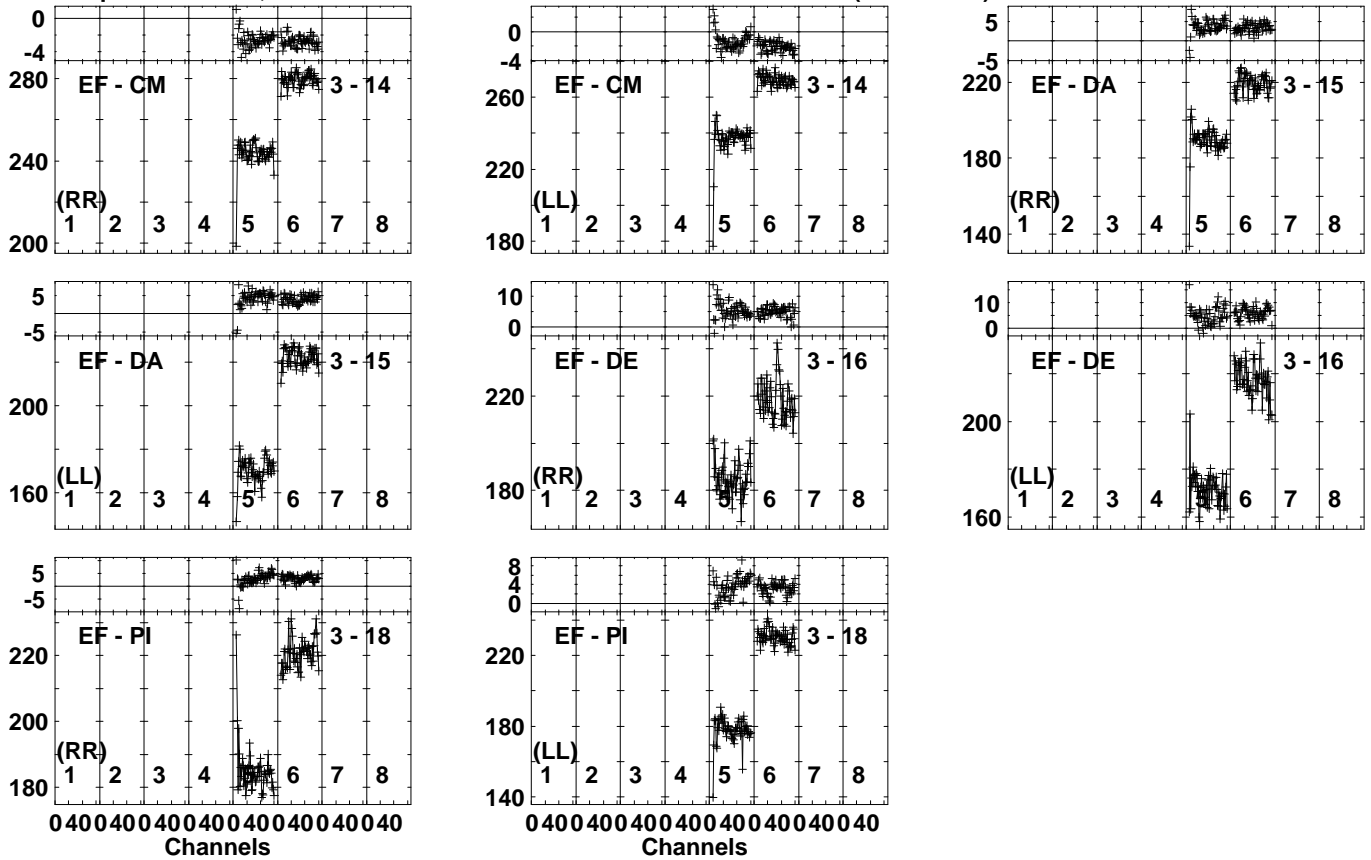 0
-4
280
EF - CM
3 - 14
240
(RR)
1 2 3 4 5 6 7 8
200
0
-4
260
EF - CM
3 - 14
220
(LL)
1 2 3 4 5 6 7 8
180
5
-5
220
EF - DA
3 - 15
180
(RR)
1 2 3 4 5 6 7 8
140
5
-5
EF - DA
3 - 15
200
(LL)
160
1 2 3 4 5 6 7 8
10
0
EF - DE
3 - 16
220
(RR)
180
1 2 3 4 5 6 7 8
10
0
EF - DE
3 - 16
200
(LL)
1 2 3 4 5 6 7 8
160
5
-5
EF - PI
3 - 18
220
200
(RR)
1 2 3 4 5 6 7 8
180
8
4
0
EF - PI
3 - 18
220
180
(LL)
1 2 3 4 5 6 7 8
140
0 40 0 40 0 40 0 40 0 40 0 40 0 40 0 40
Channels
0 40 0 40 0 40 0 40 0 40 0 40 0 40 0 40
Channels